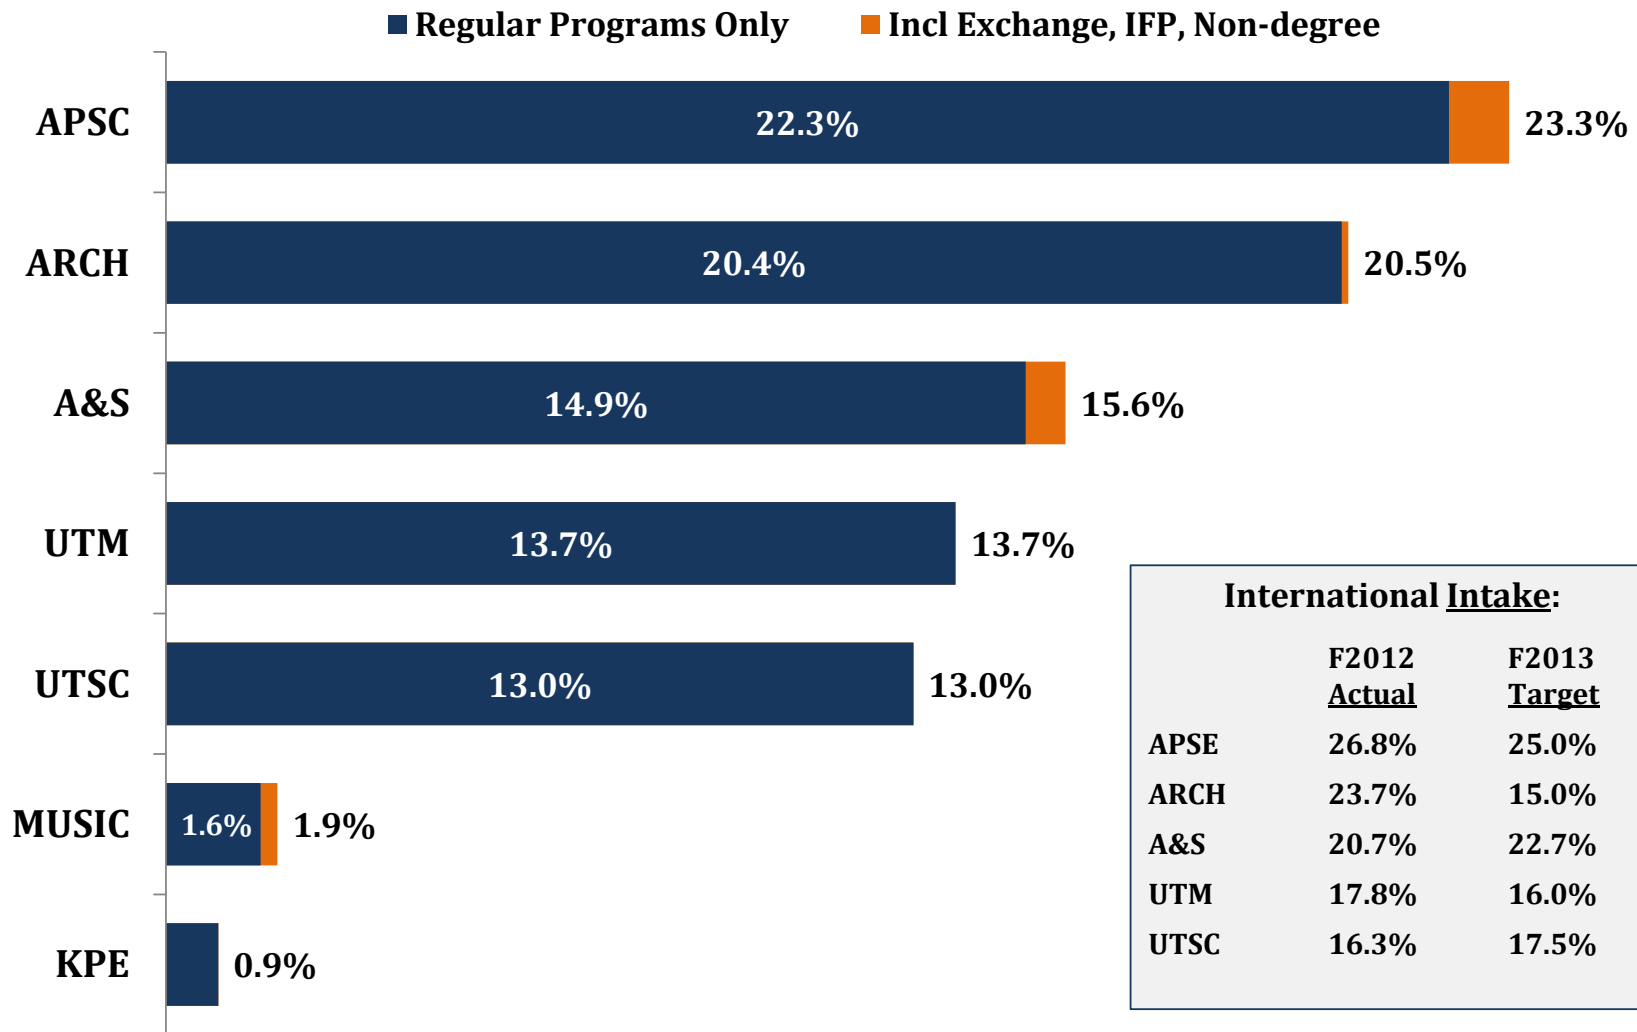 Regular Programs Only Incl Exchange, IFP, Non-degree
APSC 22.3% 23.3%
ARCH 20.4% 20.5%
A&S 14.9% 15.6%
UTM 13.7% 13.7%
UTSC 13.0% 13.0%
MUSIC 1.6% 1.9%
KPE 0.9%
International Intake:
F2012 F2013
Actual Target
APSE 26.8% 25.0%
ARCH 23.7% 15.0%
A&S 20.7% 22.7%
UTM 17.8% 16.0%
UTSC 16.3% 17.5%